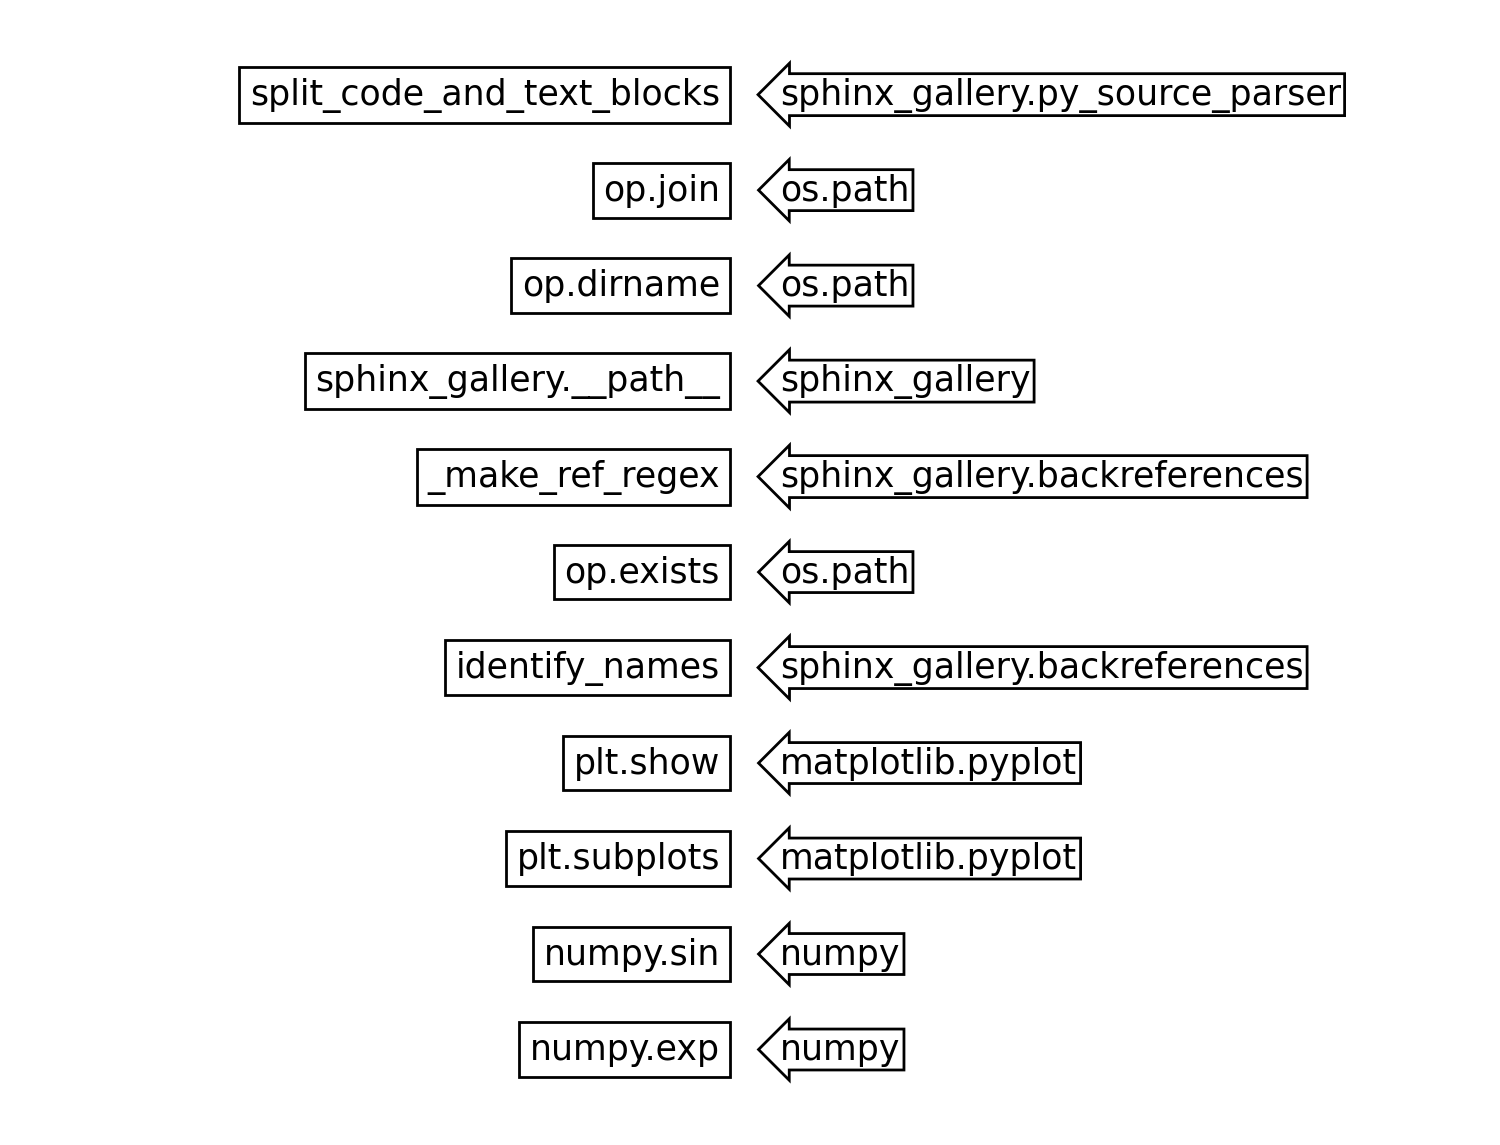 split_code_and_text_blocks sphinx_gallery.py_source_parser
op.join os.path
op.dirname os.path
sphinx_gallery.__path__ sphinx_gallery
_make_ref_regex sphinx_gallery.backreferences
op.exists os.path
identify_names sphinx_gallery.backreferences
plt.show matplotlib.pyplot
plt.subplots matplotlib.pyplot
numpy.sin numpy
numpy.exp numpy